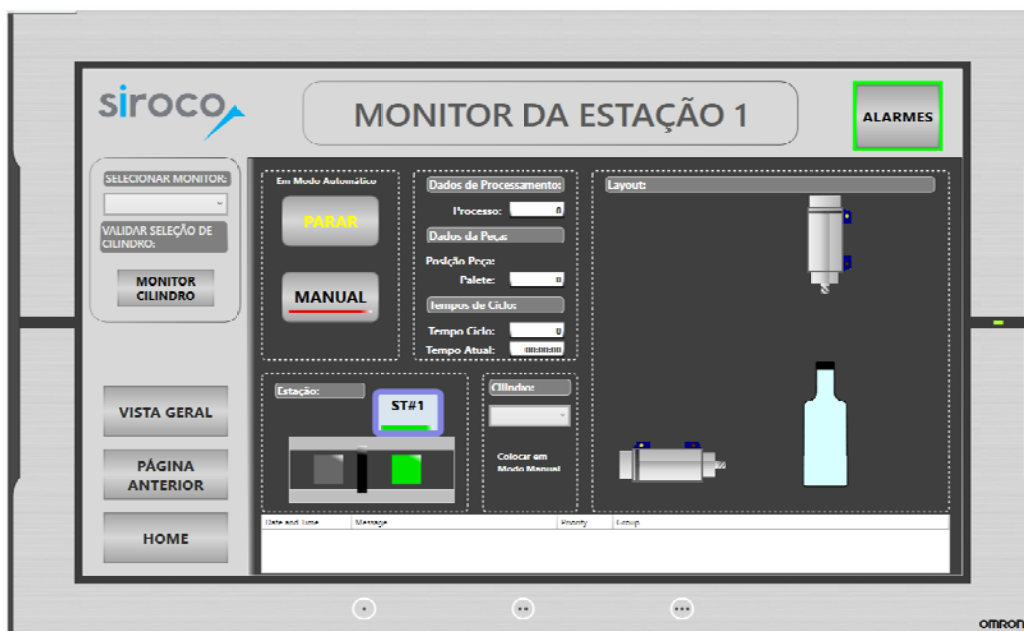 siroco
MONITOR DA ESTAÇÃO 1
ALARMES
SELECIONAR MONITOR:
VALIDAR SELEÇÃO DE
CILINDRO:
MONITOR
CILINDRO
VISTA GERAL
PÁGINA
ANTERIOR
HOME
Em Modo Automático
PARAR
MANUAL
Dados de Processamento:
Processo: 0
Dados da Peça:
Posição Peça:
Palete: 0
Tempos de Ciclo:
Tempo Ciclo: 0
Tempo Atual: 00:00:00
Layout:
Estação:
ST#1
Cilindro:
Colocar em
Modo Manual
Date and Time Message Priority Group
OMRON